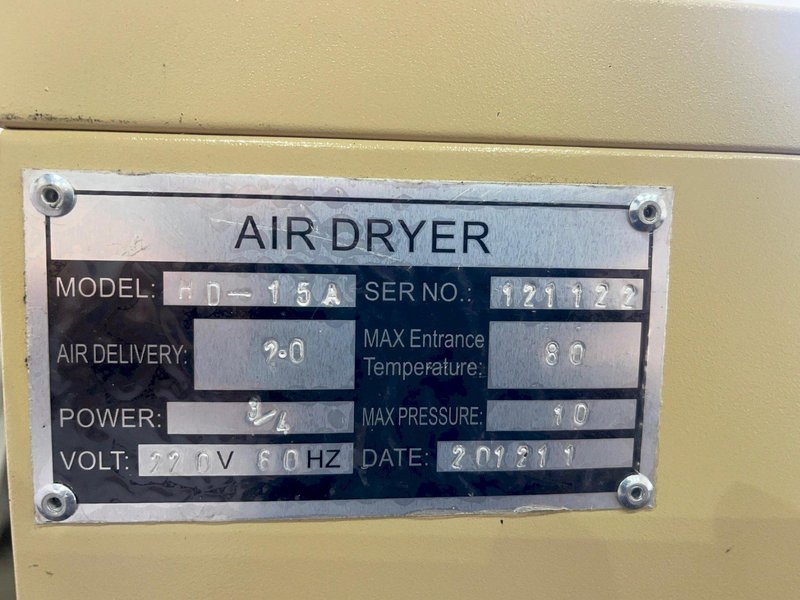 AIR DRYER
MODEL: HD-15A SER NO.: 121122
AIR DELIVERY: 2.0 MAX Entrance Temperature: 80
POWER: 3/4 MAX PRESSURE: 10
VOLT: 220V 60HZ DATE: 201211